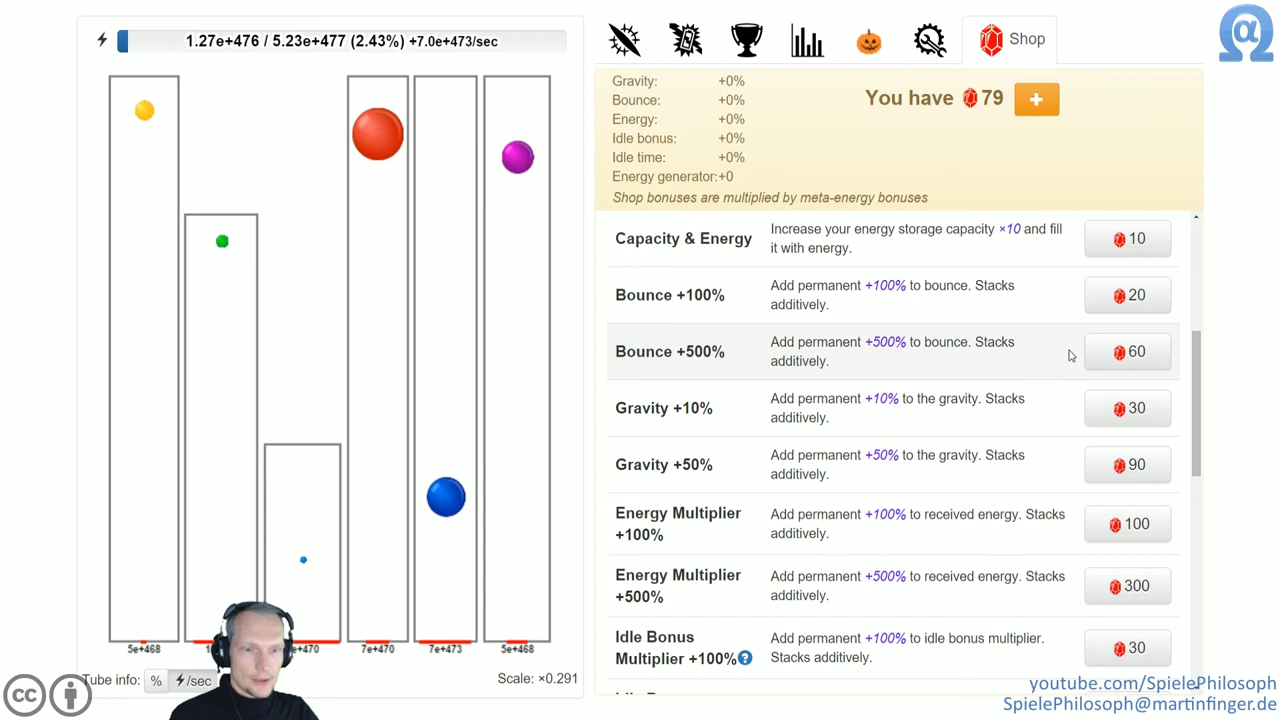 1.27e+476 / 5.23e+477 (2.43%) +7.0e+473/sec
Shop
Gravity: +0%
Bounce: +0%
Energy: +0%
Idle bonus: +0%
Idle time: +0%
Energy generator:+0
You have 79
+
Shop bonuses are multiplied by meta-energy bonuses
Capacity & Energy
Increase your energy storage capacity ×10 and fill
it with energy.
10
Bounce +100%
Add permanent +100% to bounce. Stacks
additively.
20
Bounce +500%
Add permanent +500% to bounce. Stacks
additively.
60
Gravity +10%
Add permanent +10% to the gravity. Stacks
additively.
30
Gravity +50%
Add permanent +50% to the gravity. Stacks
additively.
90
Energy Multiplier
+100%
Add permanent +100% to received energy. Stacks
additively.
100
Energy Multiplier
+500%
Add permanent +500% to received energy. Stacks
additively.
300
Idle Bonus
Multiplier +100%?
Add permanent +100% to idle bonus multiplier.
Stacks additively.
30
5e+468 e+470 7e+470 7e+473 5e+468
Tube info: % /sec
Scale: ×0.291
cc
youtube.com/SpielePhilosoph
SpielePhilosoph@martinfinger.de